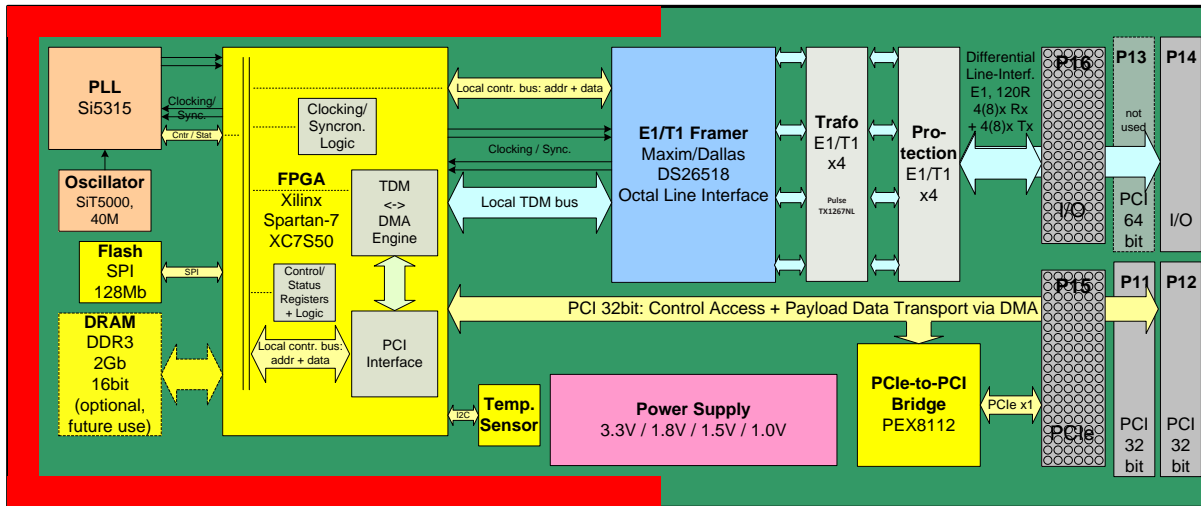 PLL
Si5315
Clocking/
Sync.
Cntr / Stat
Oscillator
SiT5000,
40M
Flash
SPI
128Mb
SPI
DRAM
DDR3
2Gb
16bit
(optional,
future use)
Clocking/
Syncron.
Logic
FPGA
Xilinx
Spartan-7
XC7S50
TDM
<->
DMA
Engine
Control/
Status
Registers
+ Logic
Local contr. bus:
addr + data
PCI
Interface
Local contr. bus: addr + data
Clocking / Sync.
Local TDM bus
E1/T1 Framer
Maxim/Dallas
DS26518
Octal Line Interface
Trafo
E1/T1
x4
Pulse
TX1267NL
Pro-
tection
E1/T1
x4
Differential
Line-Interf.
E1, 120R
4(8)x Rx
+ 4(8)x Tx
P16
I/O
P13
not
used
PCI
64
bit
P14
I/O
PCI 32bit: Control Access + Payload Data Transport via DMA
I2C
Temp.
Sensor
Power Supply
3.3V / 1.8V / 1.5V / 1.0V
PCIe-to-PCI
Bridge
PEX8112
PCIe x1
P15
PCIe
P11
PCI
32
bit
P12
PCI
32
bit